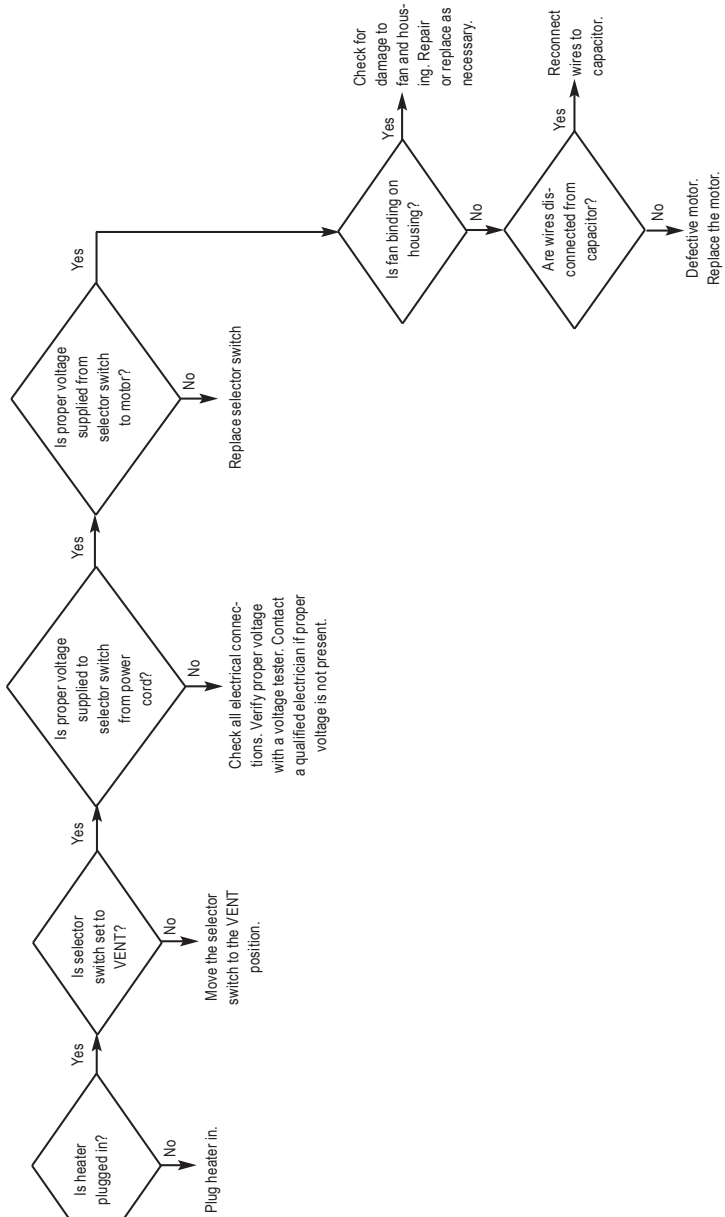 Is heater
plugged in?
Yes
No
Plug heater in.
Is selector
switch set to
VENT?
Yes
No
Move the selector
switch to the VENT
position.
Is proper voltage
supplied to
selector switch
from power
cord?
Yes
No
Check all electrical connec-
tions. Verify proper voltage
with a voltage tester. Contact
a qualified electrician if proper
voltage is not present.
Is proper voltage
supplied from
selector switch
to motor?
Yes
No
Replace selector switch
Is fan binding on
housing?
Yes
Check for
damage to
fan and hous-
ing. Repair
or replace as
necessary.
No
Are wires dis-
connected from
capacitor?
Yes
Reconnect
wires to
capacitor.
No
Defective motor.
Replace the motor.